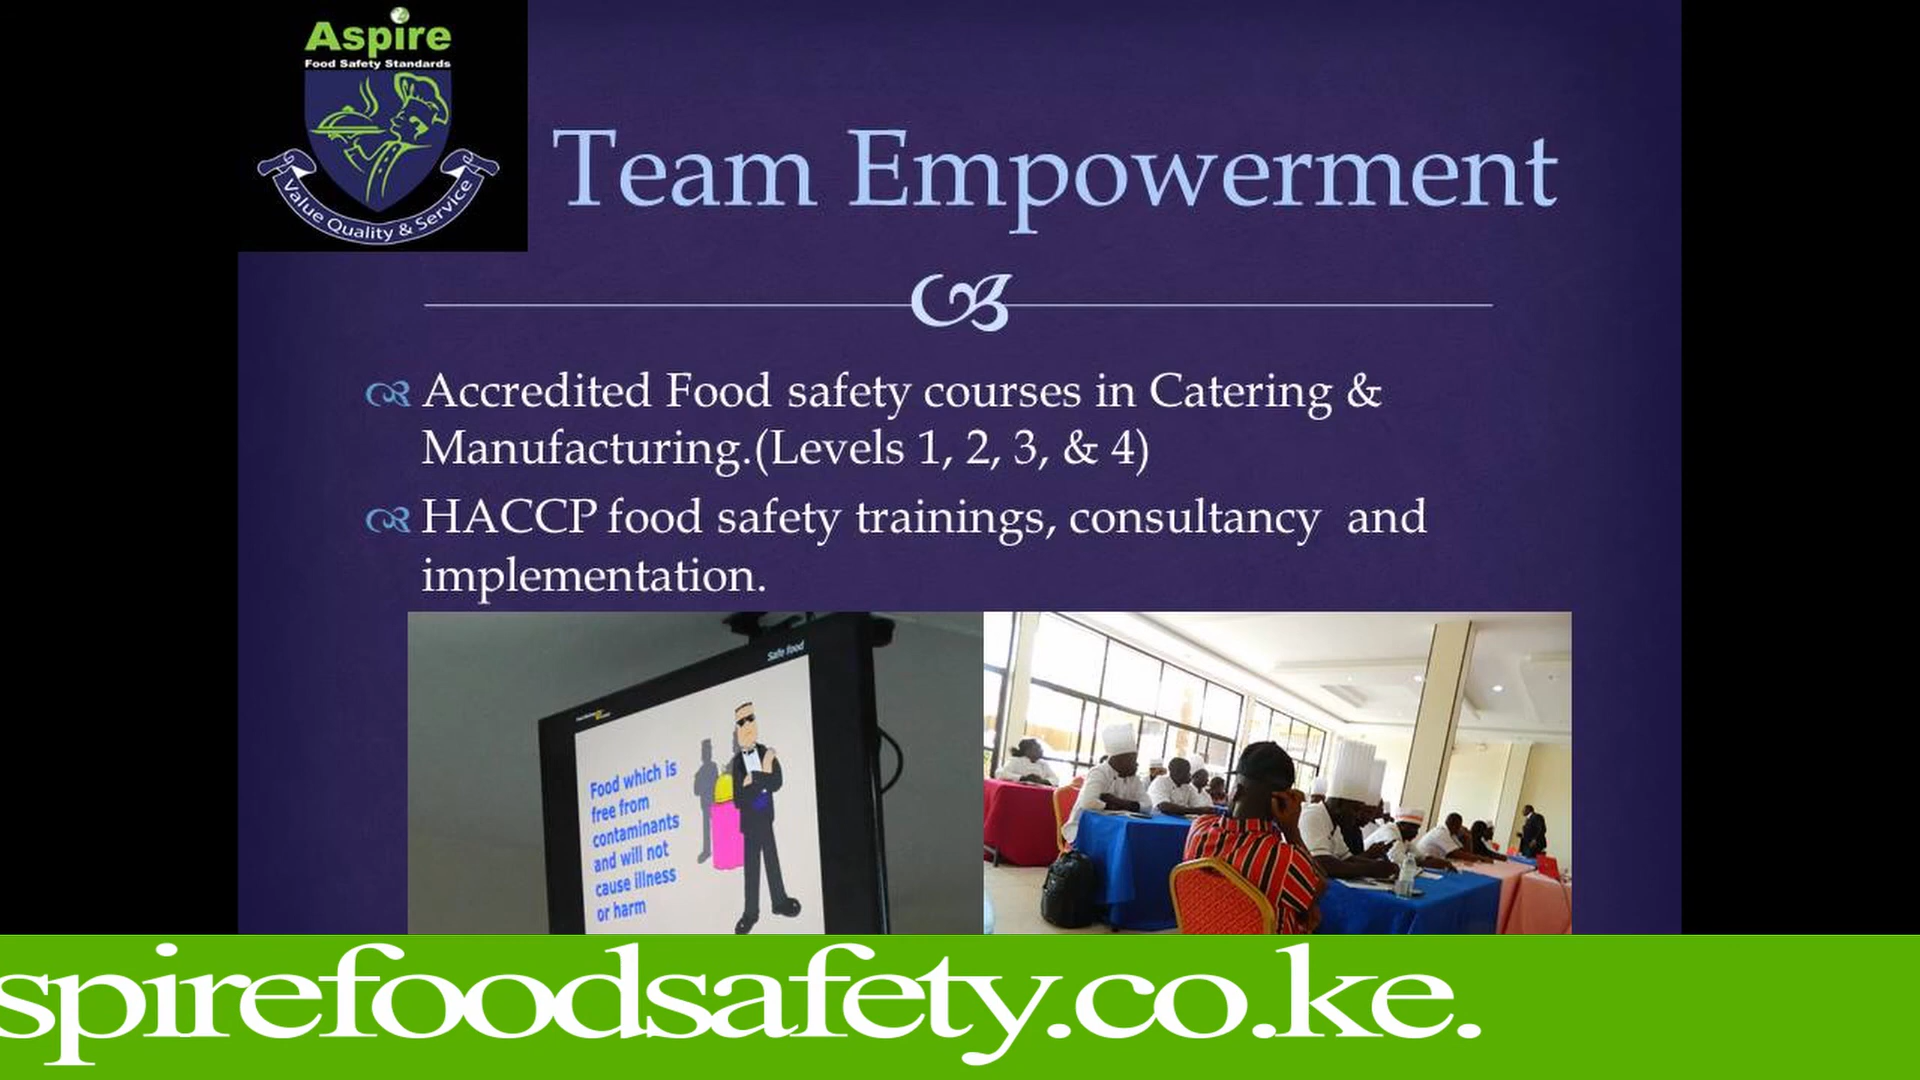 Aspire
Food Safety Standards
Value Quality & Service
Team Empowerment
Accredited Food safety courses in Catering &
Manufacturing.(Levels 1, 2, 3, & 4)
HACCP food safety trainings, consultancy  and
implementation.
Safe food
Food which is
free from
contaminants
and will not
cause illness
or harm
spirefoodsafety.co.ke.